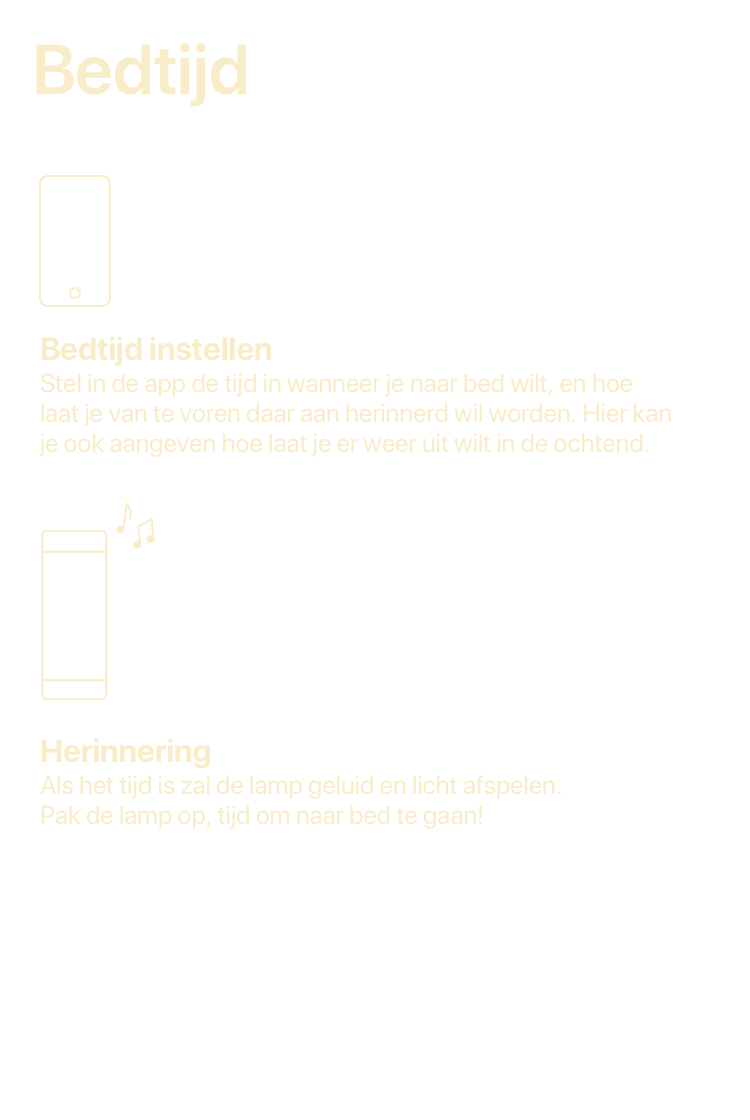 Bedtijd
Bedtijd instellen
Stel in de app de tijd in wanneer je naar bed wilt, en hoe
laat je van te voren daar aan herinnerd wil worden. Hier kan
je ook aangeven hoe laat je er weer uit wilt in de ochtend.
Herinnering
Als het tijd is zal de lamp geluid en licht afspelen.
Pak de lamp op, tijd om naar bed te gaan!